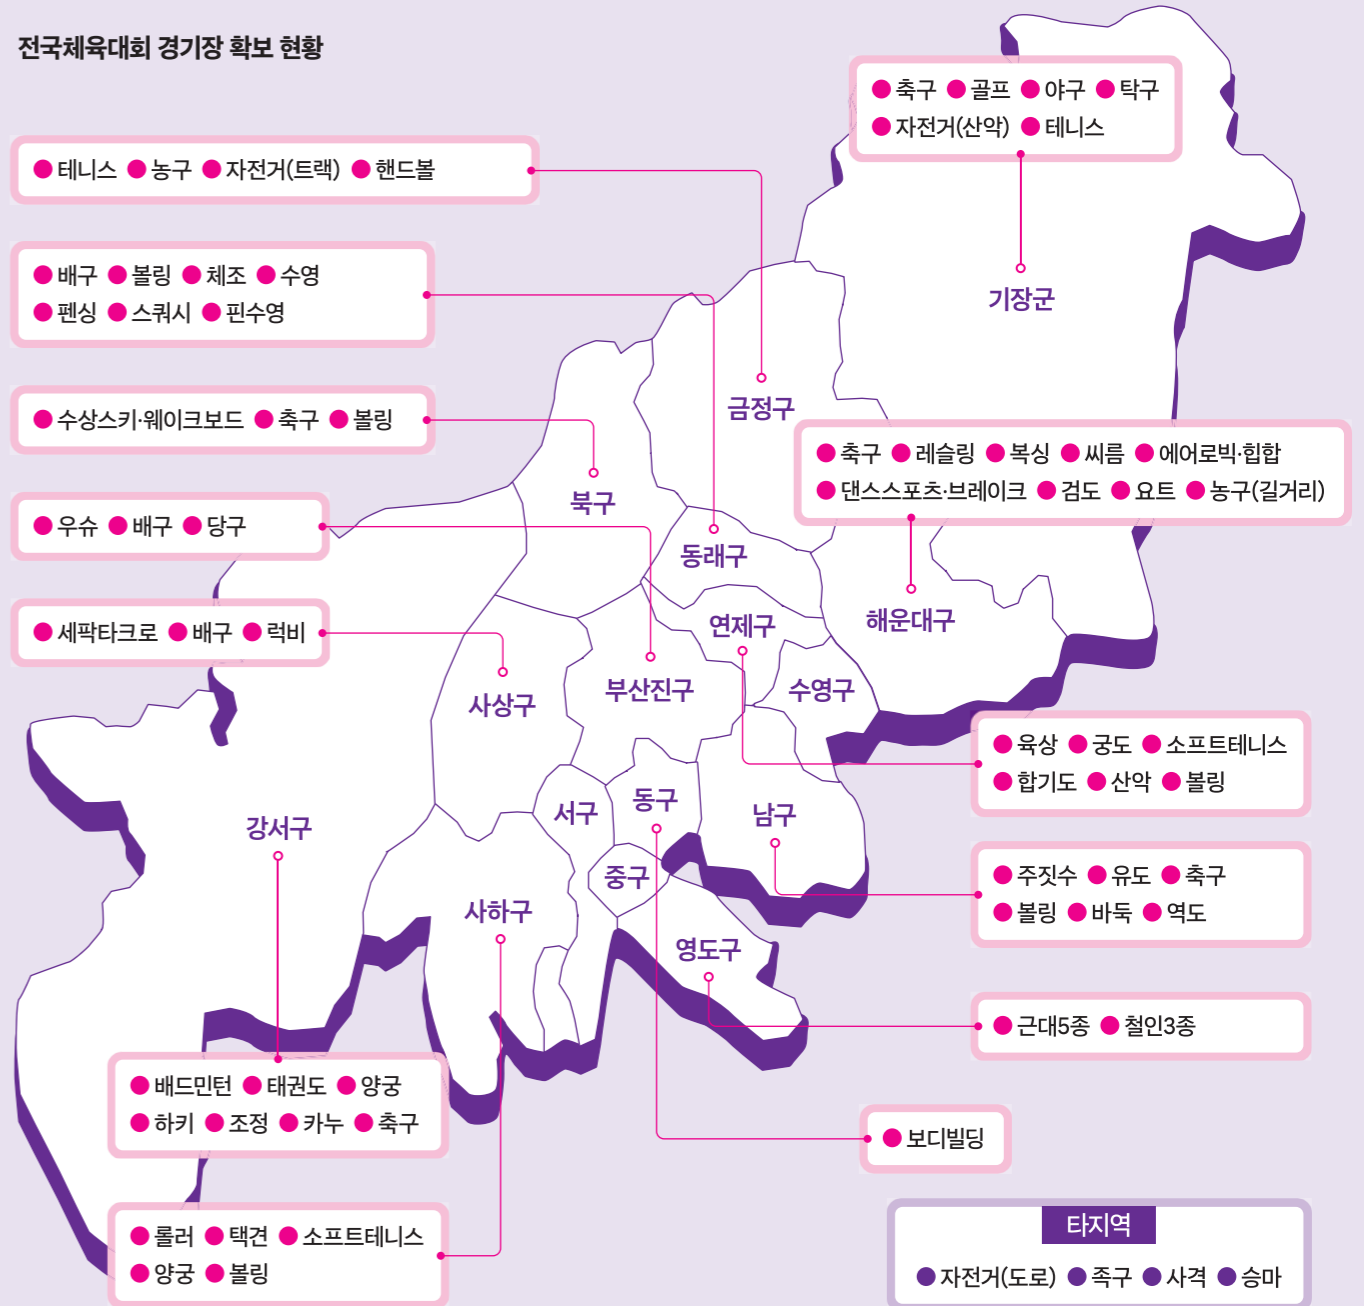 전국체육대회 경기장 확보 현황
축구 골프 야구 탁구
자전거(산악) 테니스
테니스 농구 자전거(트랙) 핸드볼
배구 볼링 체조 수영
펜싱 스쿼시 핀수영
기장군
수상스키·웨이크보드 축구 볼링
금정구
축구 레슬링 복싱 씨름 에어로빅·힙합
댄스스포츠·브레이크 검도 요트 농구(길거리)
북구
우슈 배구 당구
동래구
세팍타크로 배구 럭비
연제구
해운대구
사상구
부산진구
수영구
육상 궁도 소프트테니스
합기도 산악 볼링
강서구
서구
동구
남구
중구
주짓수 유도 축구
볼링 바둑 역도
사하구
영도구
근대5종 철인3종
배드민턴 태권도 양궁
하키 조정 카누 축구
보디빌딩
롤러 택견 소프트테니스
양궁 볼링
타지역
자전거(도로) 족구 사격 승마